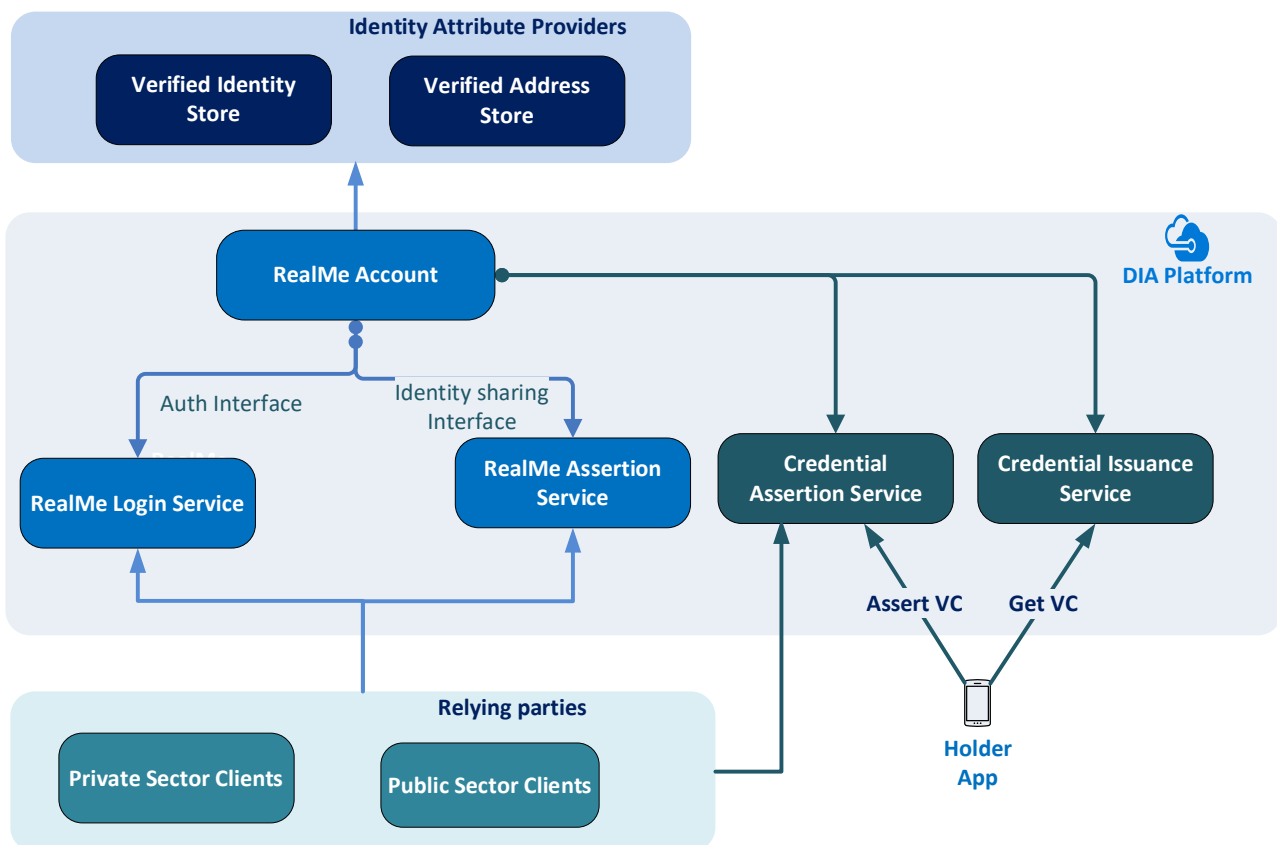 Identity Attribute Providers
Verified Identity
Store
Verified Address
Store
RealMe Account
DIA Platform
Auth Interface
Identity sharing
Interface
RealMe Login Service
RealMe Assertion
Service
Credential
Assertion Service
Credential Issuance
Service
Assert VC
Get VC
Relying parties
Private Sector Clients
Public Sector Clients
Holder
App